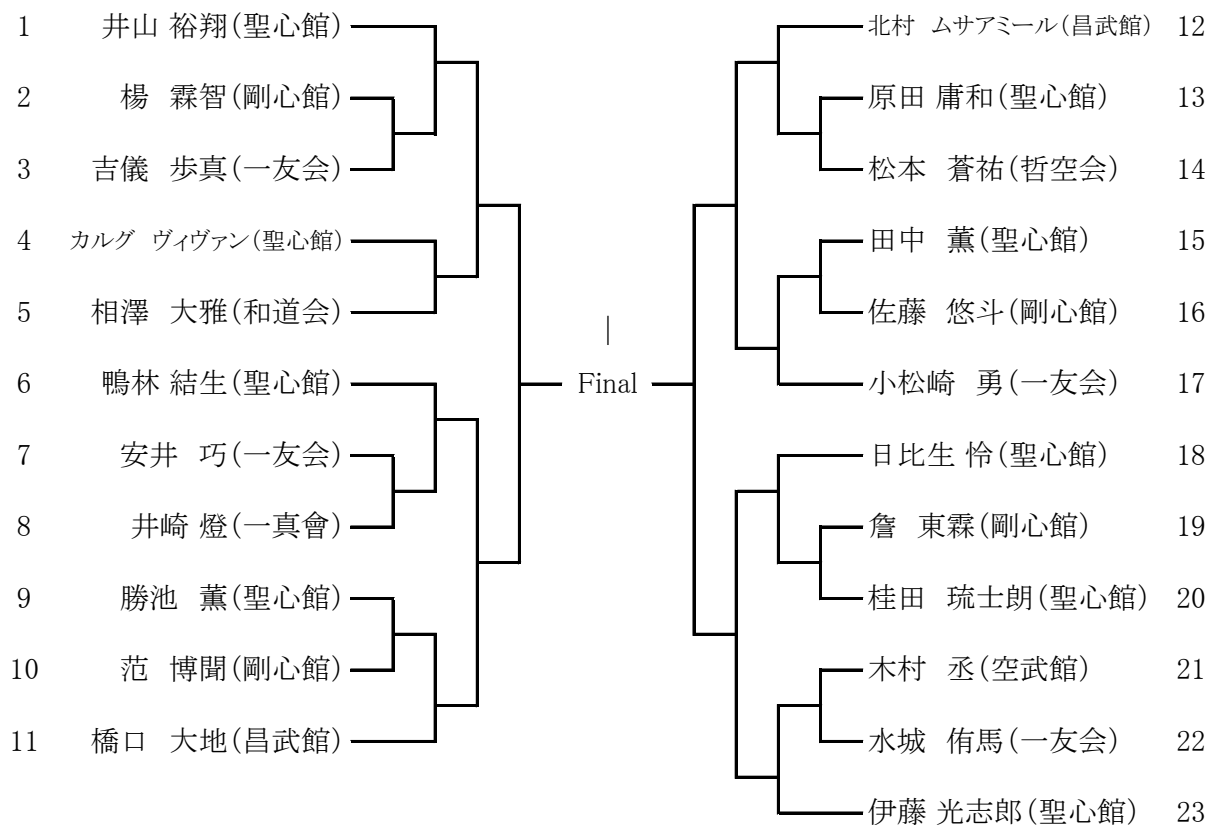 1 井山 裕翔(聖心館)
2 楊 霖智(剛心館)
3 吉儀 歩真(一友会)
4 カルグ ヴィヴァン(聖心館)
5 相澤 大雅(和道会)
6 鴨林 結生(聖心館)
7 安井 巧(一友会)
8 井崎 燈(一真會)
9 勝池 薫(聖心館)
10 范 博聞(剛心館)
11 橋口 大地(昌武館)
Final
北村 ムサアミール(昌武館) 12
原田 庸和(聖心館) 13
松本 蒼祐(哲空会) 14
田中 薫(聖心館) 15
佐藤 悠斗(剛心館) 16
小松崎 勇(一友会) 17
日比生 怜(聖心館) 18
詹 東霖(剛心館) 19
桂田 琉士朗(聖心館) 20
木村 丞(空武館) 21
水城 侑馬(一友会) 22
伊藤 光志郎(聖心館) 23